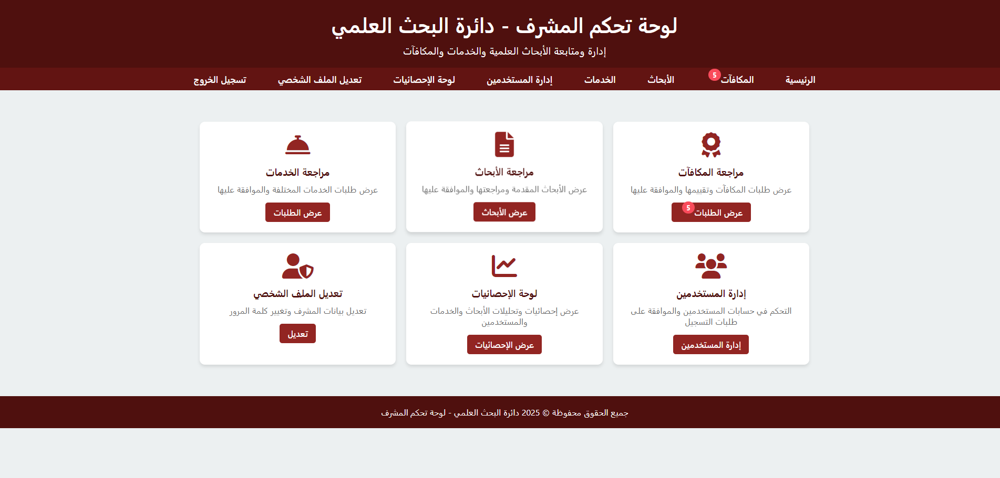 لوحة تحكم المشرف - دائرة البحث العلمي
إدارة ومتابعة الأبحاث العلمية والخدمات والمكافآت
الرئيسية
المكافآت 5
الأبحاث
الخدمات
إدارة المستخدمين
لوحة الإحصائيات
تعديل الملف الشخصي
تسجيل الخروج
مراجعة المكافآت
عرض طلبات المكافآت وتقييمها والموافقة عليها
عرض الطلبات 5
مراجعة الأبحاث
عرض الأبحاث المقدمة ومراجعتها والموافقة عليها
عرض الأبحاث
مراجعة الخدمات
عرض طلبات الخدمات المختلفة والموافقة عليها
عرض الطلبات
إدارة المستخدمين
التحكم في حسابات المستخدمين والموافقة على
طلبات التسجيل
إدارة المستخدمين
لوحة الإحصائيات
عرض إحصائيات وتحليلات الأبحاث والخدمات
والمستخدمين
عرض الإحصائيات
تعديل الملف الشخصي
تعديل بيانات المشرف وتغيير كلمة المرور
تعديل
جميع الحقوق محفوظة © 2025 دائرة البحث العلمي - لوحة تحكم المشرف